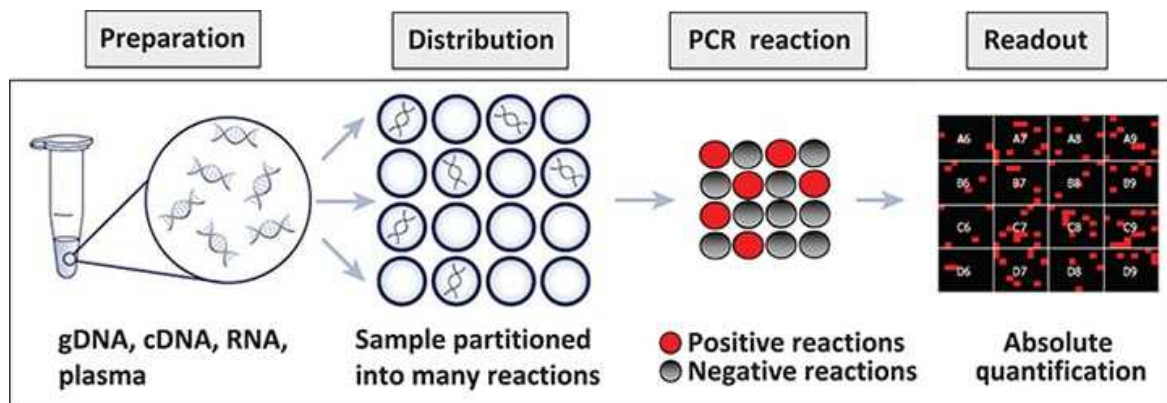 Preparation
Distribution
PCR reaction
Readout
A6 A7 A8 A9
B6 B7 B8 B9
C6 C7 C8 C9
D6 D7 D8 D9
gDNA, cDNA, RNA,
plasma
Sample partitioned
into many reactions
Positive reactions
Negative reactions
Absolute
quantification